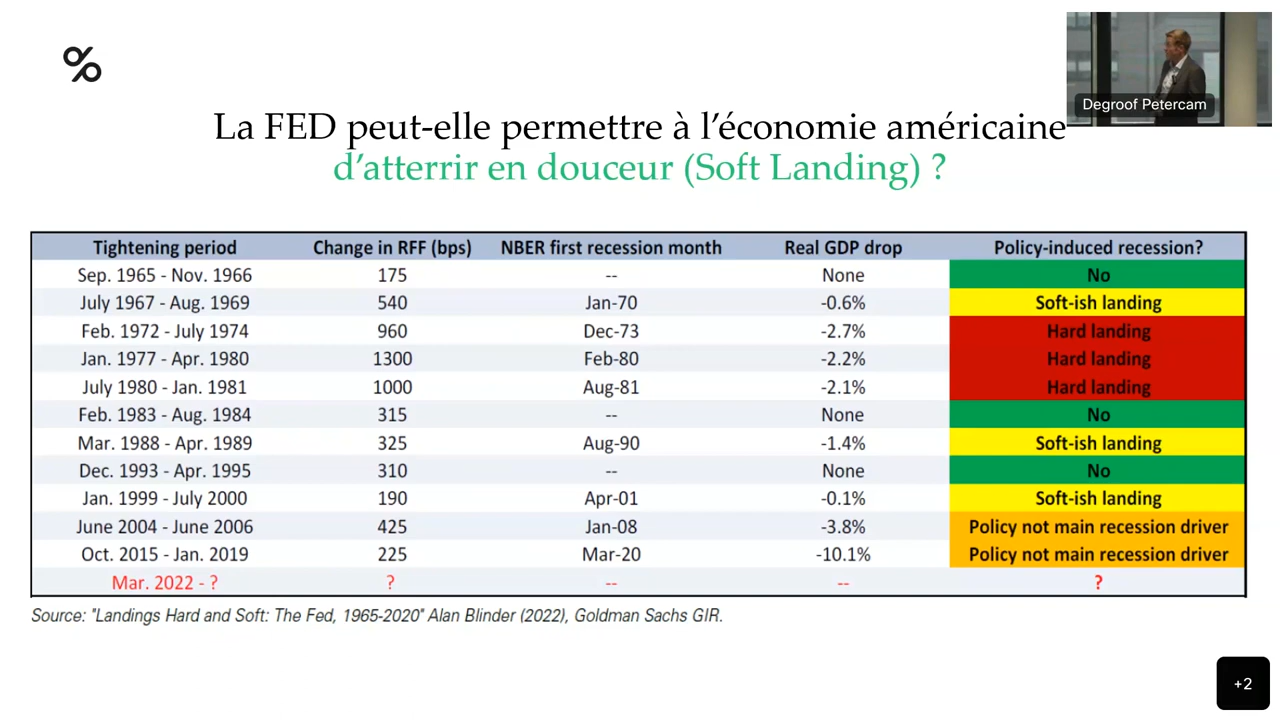 Degroof Petercam
La FED peut-elle permettre à l’économie américaine
d’atterrir en douceur (Soft Landing) ?
Tightening period Change in RFF (bps) NBER first recession month Real GDP drop Policy-induced recession?
Sep. 1965 - Nov. 1966 175 -- None No
July 1967 - Aug. 1969 540 Jan-70 -0.6% Soft-ish landing
Feb. 1972 - July 1974 960 Dec-73 -2.7% Hard landing
Jan. 1977 - Apr. 1980 1300 Feb-80 -2.2% Hard landing
July 1980 - Jan. 1981 1000 Aug-81 -2.1% Hard landing
Feb. 1983 - Aug. 1984 315 -- None No
Mar. 1988 - Apr. 1989 325 Aug-90 -1.4% Soft-ish landing
Dec. 1993 - Apr. 1995 310 -- None No
Jan. 1999 - July 2000 190 Apr-01 -0.1% Soft-ish landing
June 2004 - June 2006 425 Jan-08 -3.8% Policy not main recession driver
Oct. 2015 - Jan. 2019 225 Mar-20 -10.1% Policy not main recession driver
Mar. 2022 - ? ? -- -- ?
Source: "Landings Hard and Soft: The Fed, 1965-2020" Alan Blinder (2022), Goldman Sachs GIR.
+2